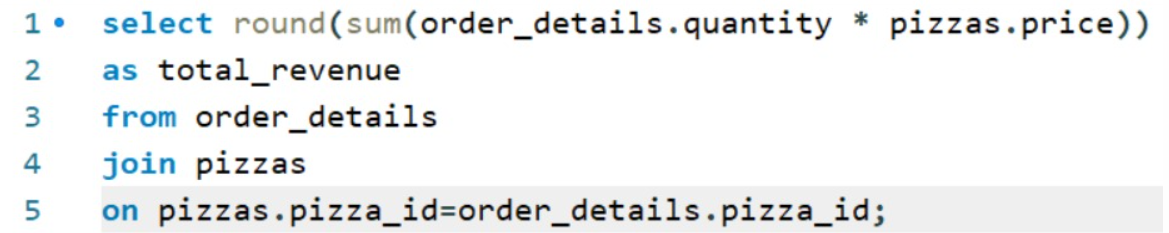 1 select round(sum(order_details.quantity * pizzas.price))
2 as total_revenue
3 from order_details
4 join pizzas
5 on pizzas.pizza_id=order_details.pizza_id;